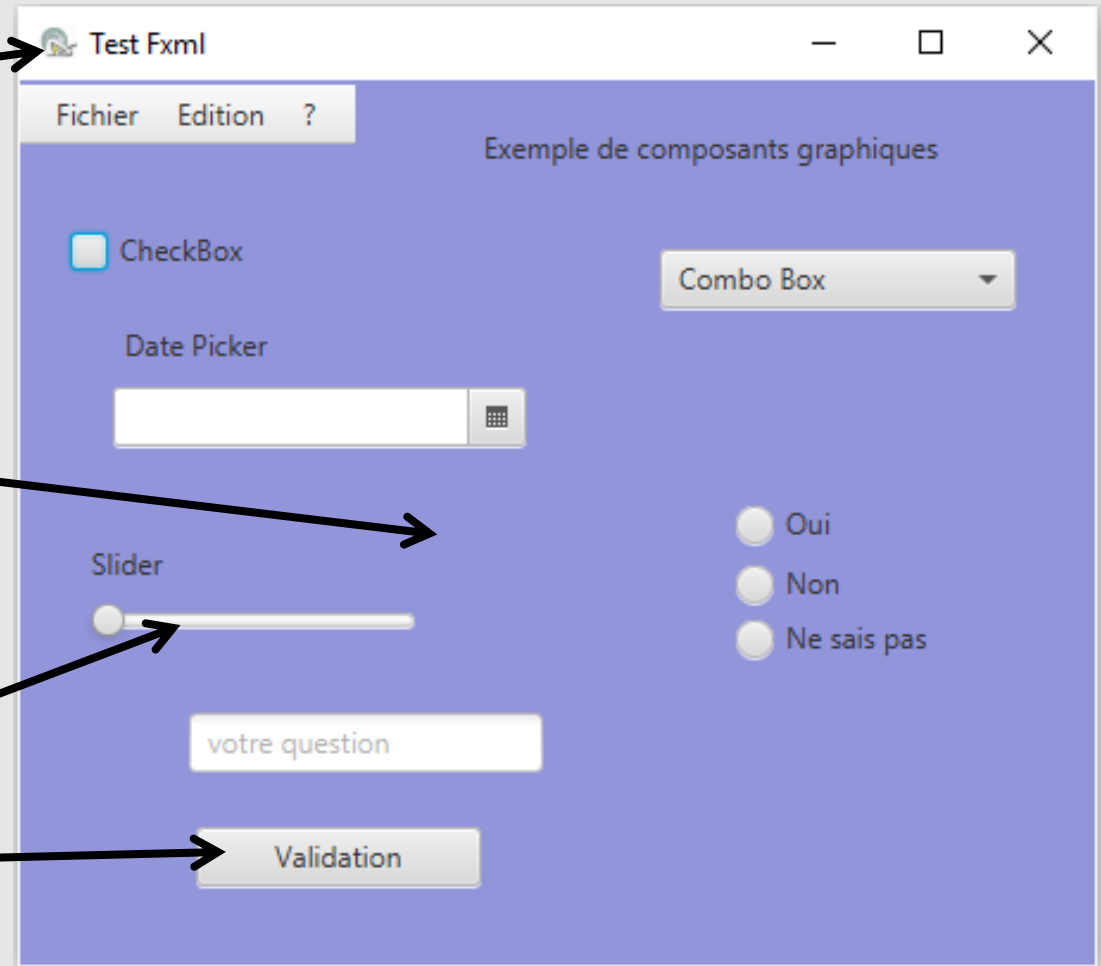 Test Fxml
Fichier Edition ?
Exemple de composants graphiques
CheckBox
Combo Box
Date Picker
Oui
Slider
Non
Ne sais pas
votre question
Validation